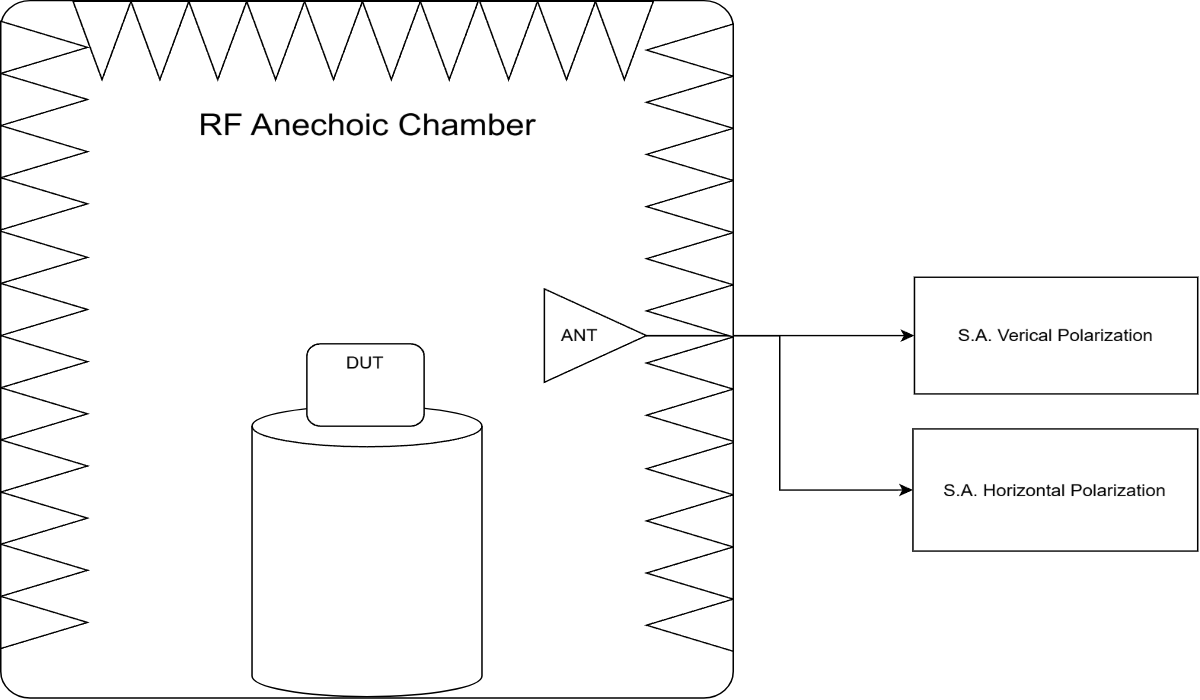 RF Anechoic Chamber
ANT
S.A. Verical Polarization
DUT
S.A. Horizontal Polarization